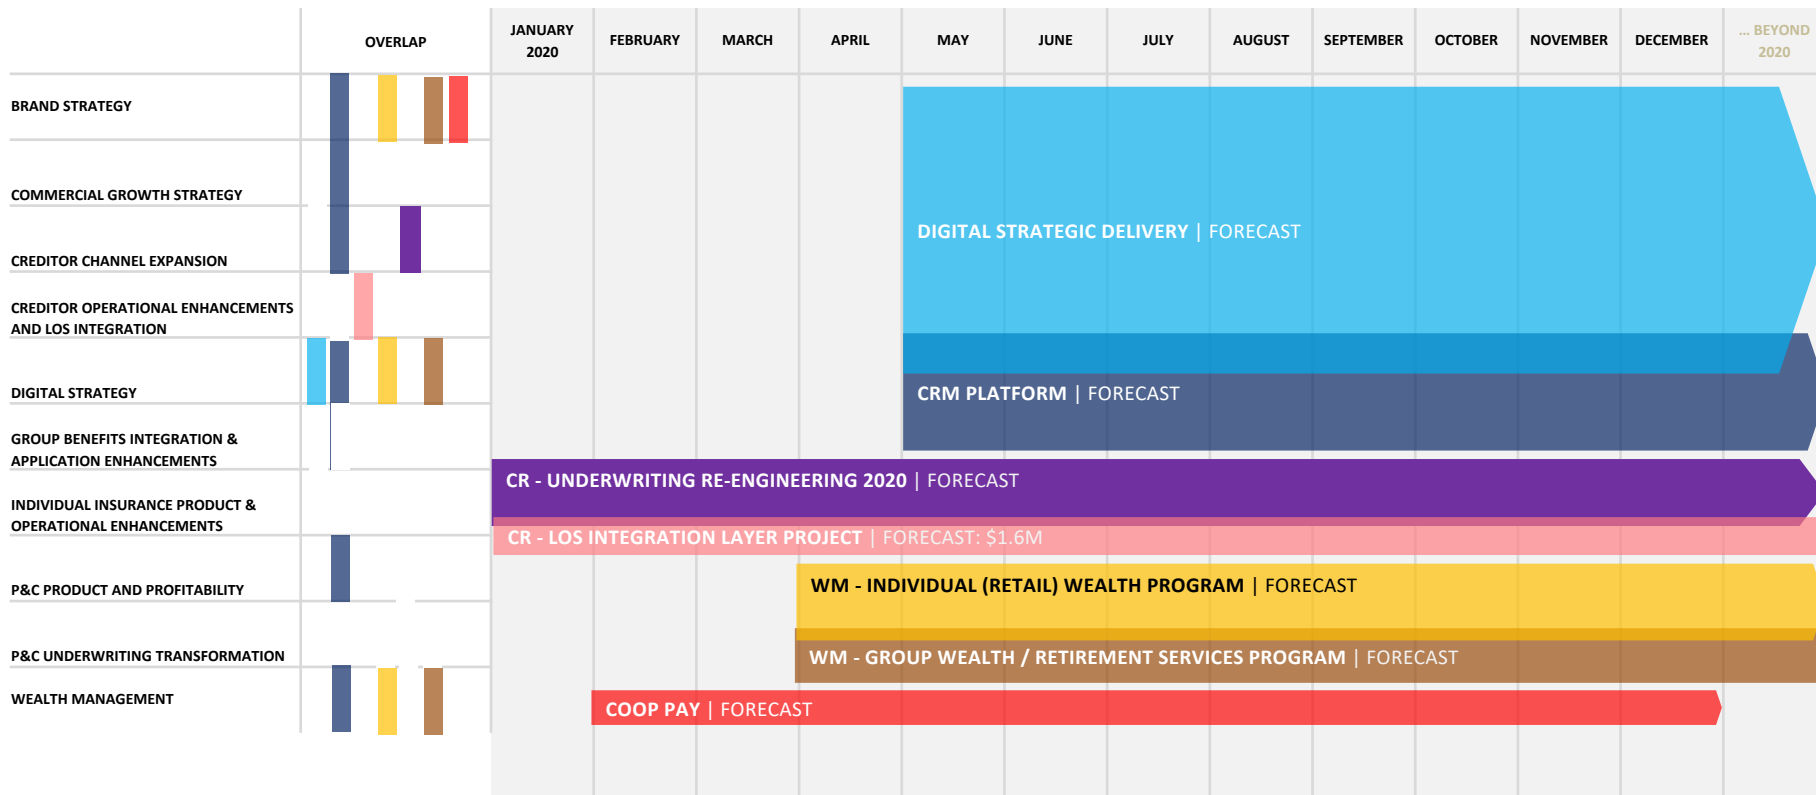 OVERLAP
JANUARY
2020
FEBRUARY
MARCH
APRIL
MAY
JUNE
JULY
AUGUST
SEPTEMBER
OCTOBER
NOVEMBER
DECEMBER
... BEYOND
2020
BRAND STRATEGY
COMMERCIAL GROWTH STRATEGY
CREDITOR CHANNEL EXPANSION
CREDITOR OPERATIONAL ENHANCEMENTS
AND LOS INTEGRATION
DIGITAL STRATEGY
GROUP BENEFITS INTEGRATION &
APPLICATION ENHANCEMENTS
INDIVIDUAL INSURANCE PRODUCT &
OPERATIONAL ENHANCEMENTS
P&C PRODUCT AND PROFITABILITY
P&C UNDERWRITING TRANSFORMATION
WEALTH MANAGEMENT
DIGITAL STRATEGIC DELIVERY | FORECAST
CRM PLATFORM | FORECAST
CR - UNDERWRITING RE-ENGINEERING 2020 | FORECAST
CR - LOS INTEGRATION LAYER PROJECT | FORECAST: $1.6M
WM - INDIVIDUAL (RETAIL) WEALTH PROGRAM | FORECAST
WM - GROUP WEALTH / RETIREMENT SERVICES PROGRAM | FORECAST
COOP PAY | FORECAST